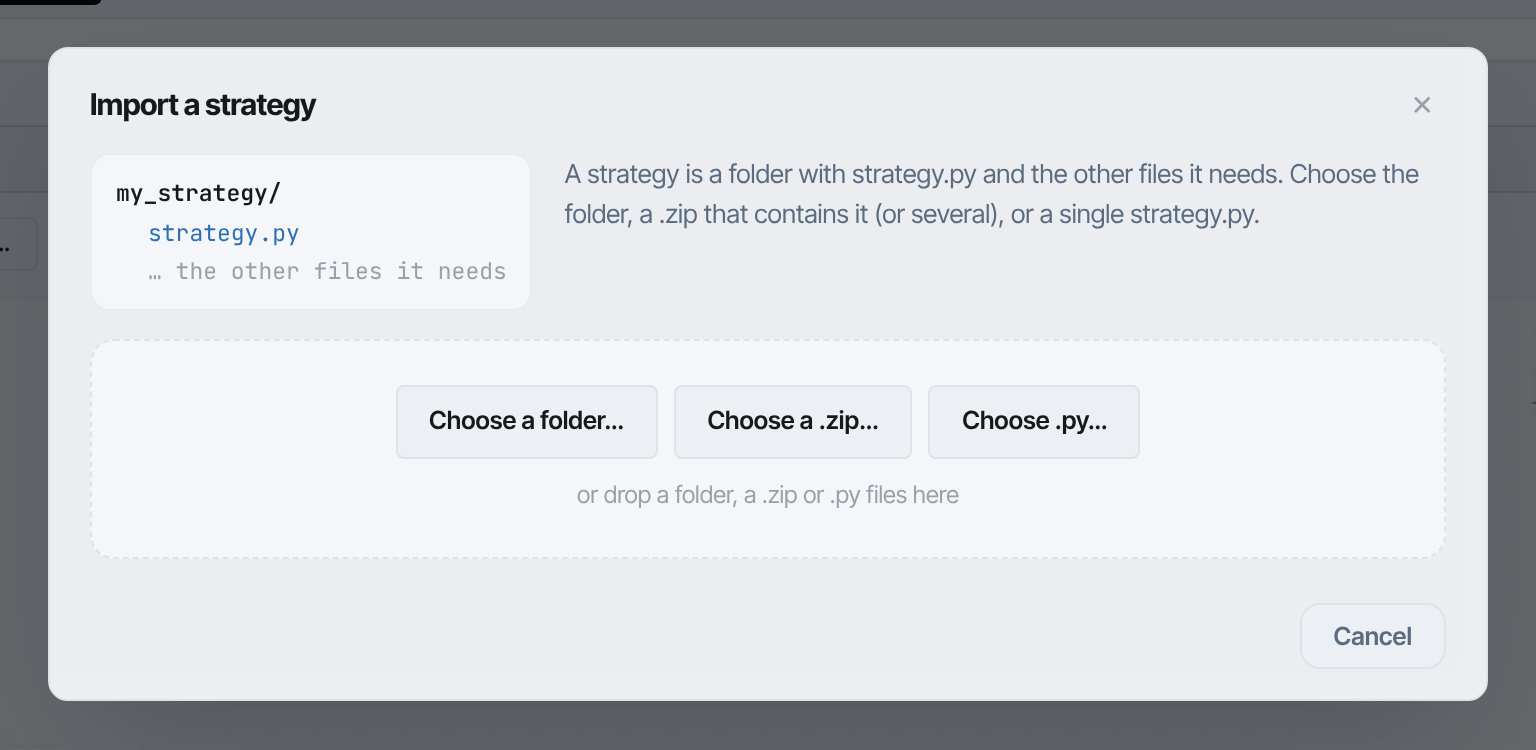 Import a strategy
×
my_strategy/
strategy.py
… the other files it needs
A strategy is a folder with strategy.py and the other files it needs. Choose the
folder, a .zip that contains it (or several), or a single strategy.py.
Choose a folder...
Choose a .zip...
Choose .py...
or drop a folder, a .zip or .py files here
Cancel